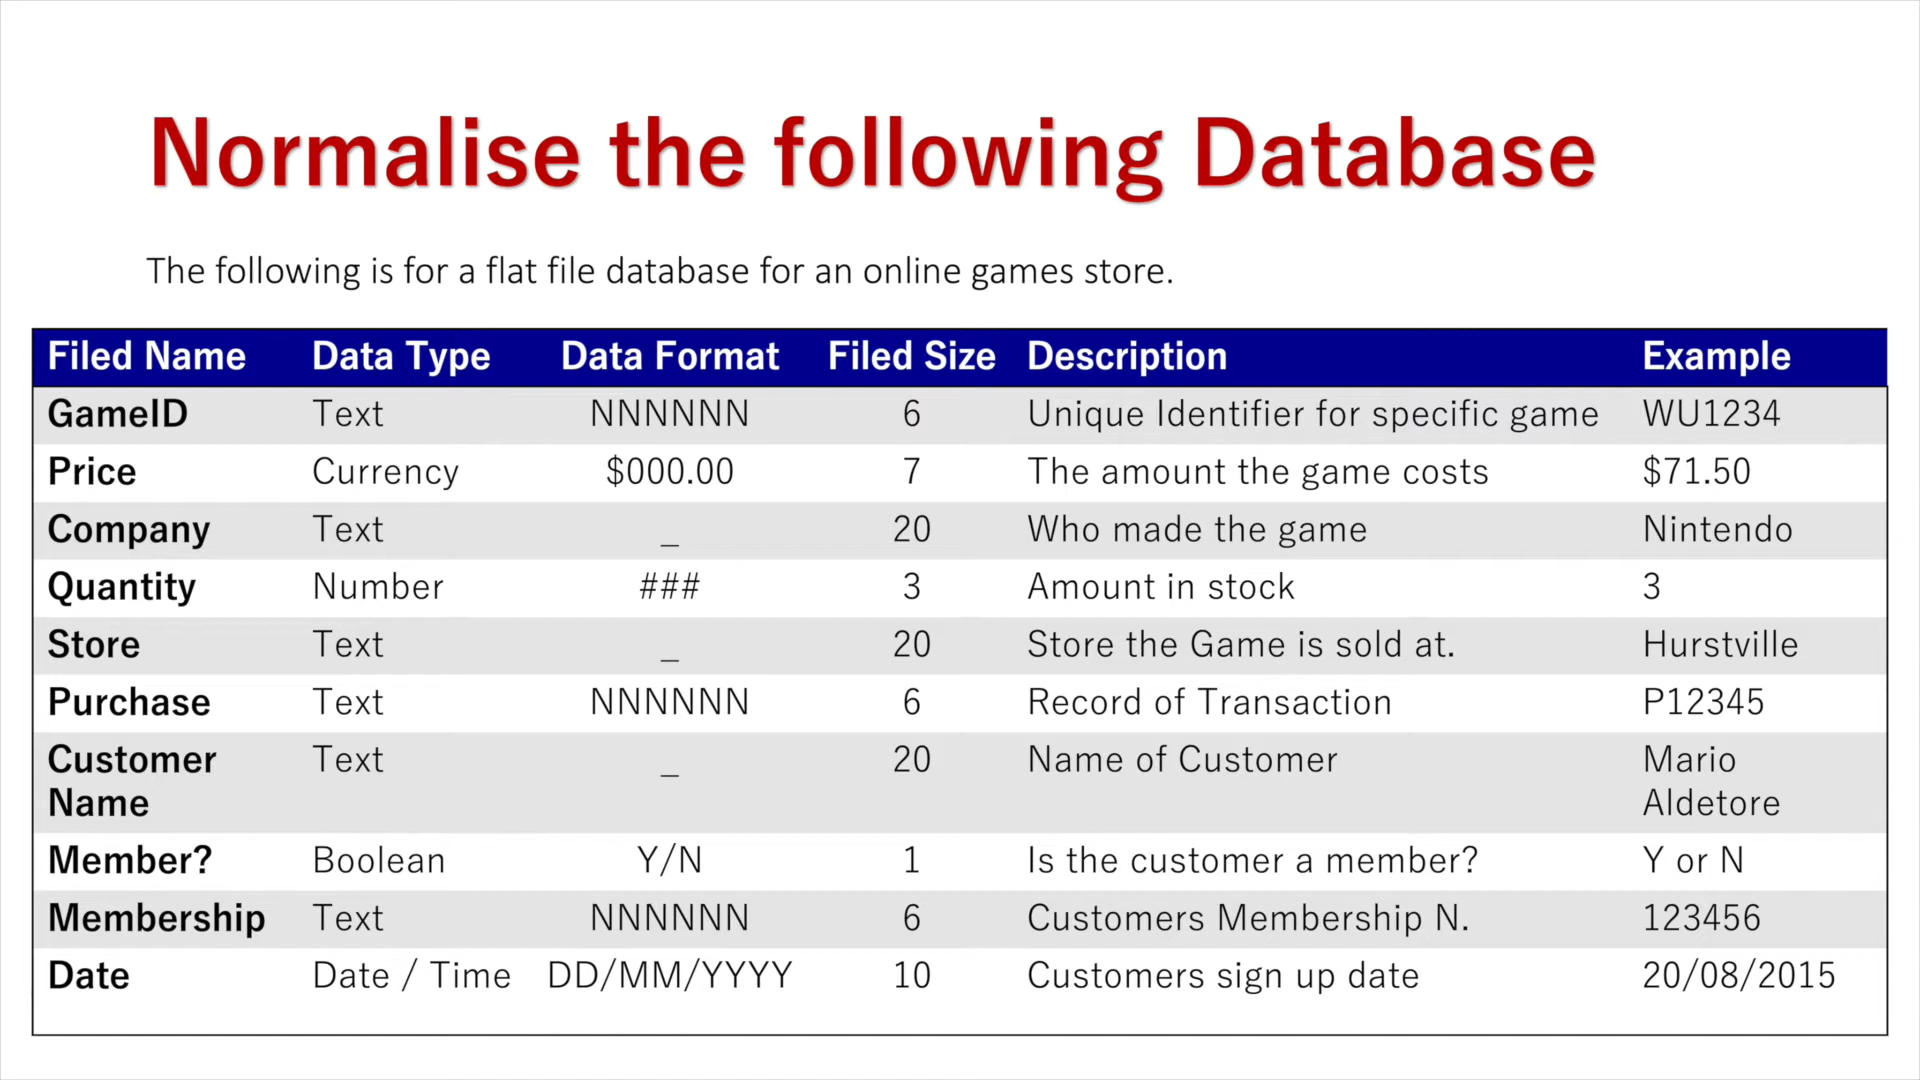 Normalise the following Database
The following is for a flat file database for an online games store.
Filed Name Data Type Data Format Filed Size Description Example
GameID Text NNNNNN 6 Unique Identifier for specific game WU1234
Price Currency $000.00 7 The amount the game costs $71.50
Company Text _ 20 Who made the game Nintendo
Quantity Number ### 3 Amount in stock 3
Store Text _ 20 Store the Game is sold at. Hurstville
Purchase Text NNNNNN 6 Record of Transaction P12345
Customer Text _ 20 Name of Customer Mario
Name Aldetore
Member? Boolean Y/N 1 Is the customer a member? Y or N
Membership Text NNNNNN 6 Customers Membership N. 123456
Date Date / Time DD/MM/YYYY 10 Customers sign up date 20/08/2015